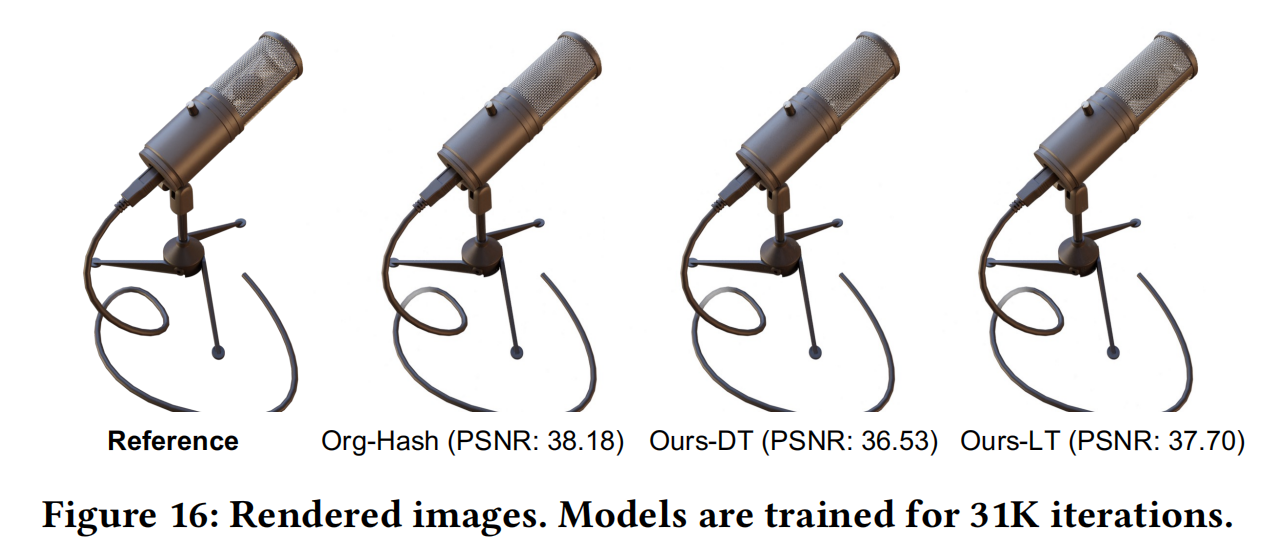 Reference Org-Hash (PSNR: 38.18) Ours-DT (PSNR: 36.53) Ours-LT (PSNR: 37.70)
Figure 16: Rendered images. Models are trained for 31K iterations.